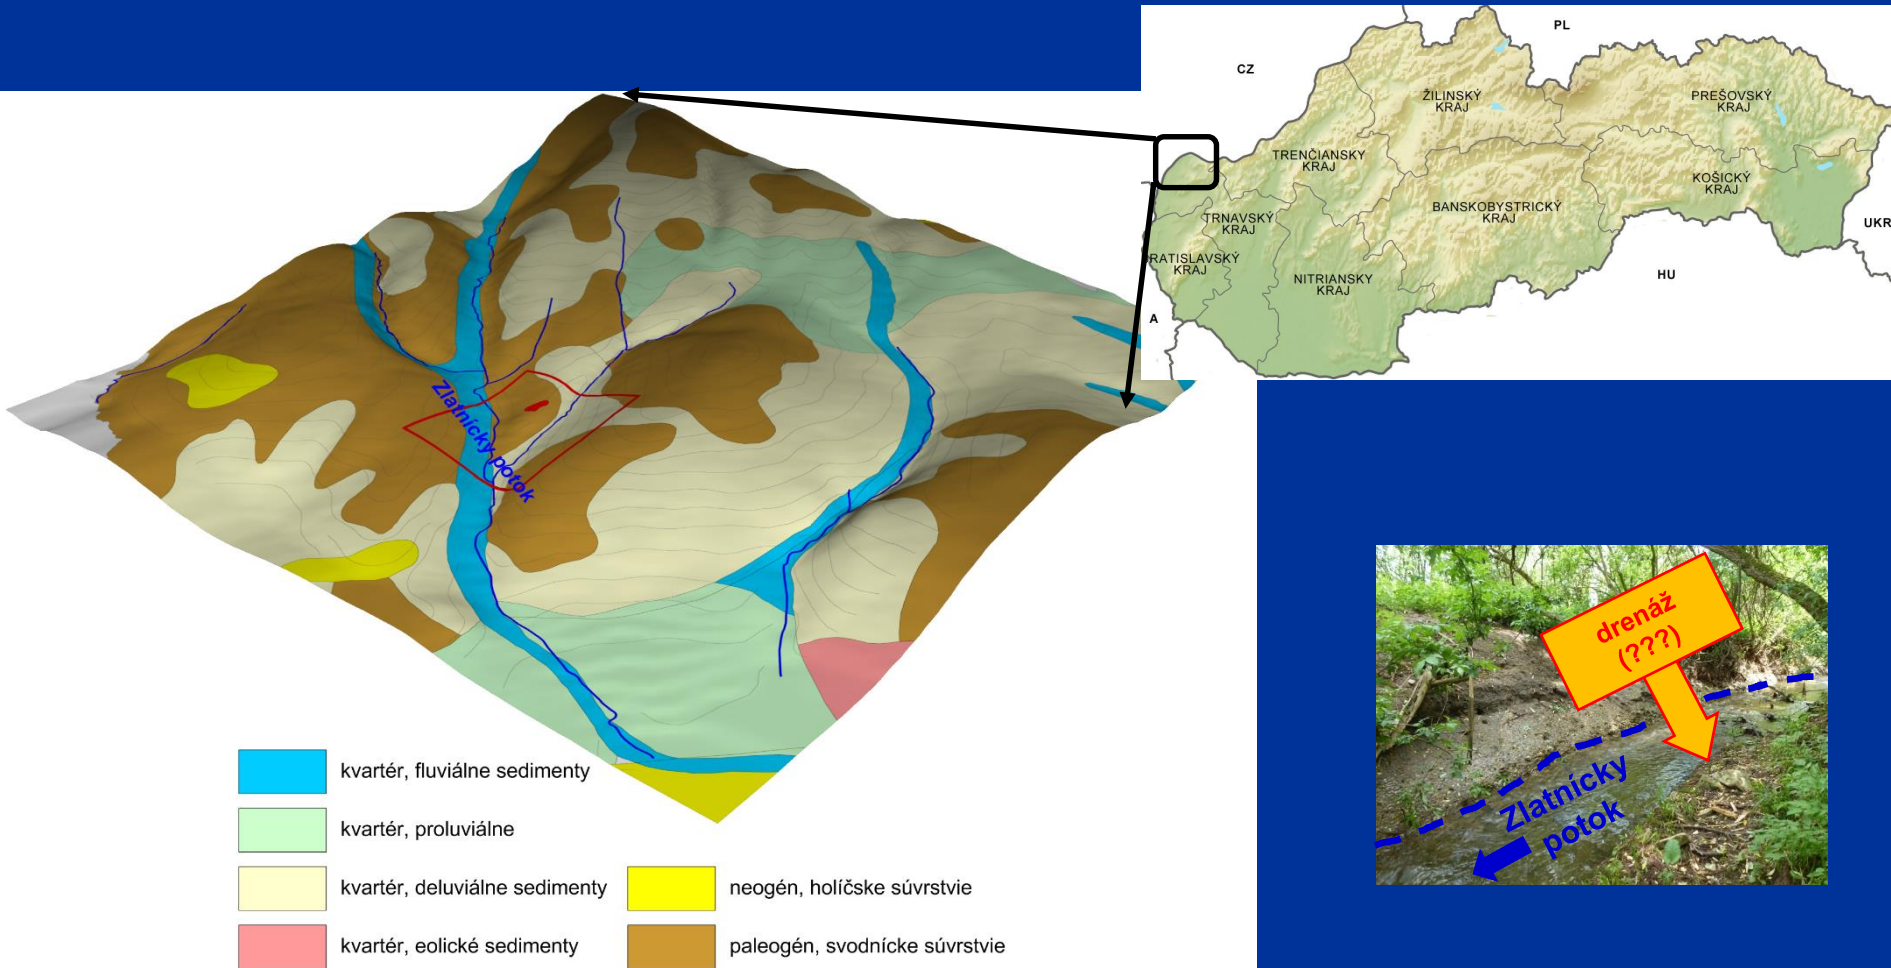 PL
CZ
ŽILINSKÝ
KRAJ
PREŠOVSKÝ
KRAJ
TRENČIANSKY
KRAJ
KOŠICKÝ
KRAJ
BANSKOBYSTRICKÝ
KRAJ
TRNAVSKÝ
KRAJ
UKR
RATISLAVSKÝ
KRAJ
NITRIANSKY
KRAJ
HU
A
Zlatnícky potok
drenáž
(???)
Zlatnícky
potok
kvartér, fluviálne sedimenty
kvartér, proluviálne
kvartér, deluviálne sedimenty
neogén, holíčske súvrstvie
kvartér, eolické sedimenty
paleogén, svodnícke súvrstvie